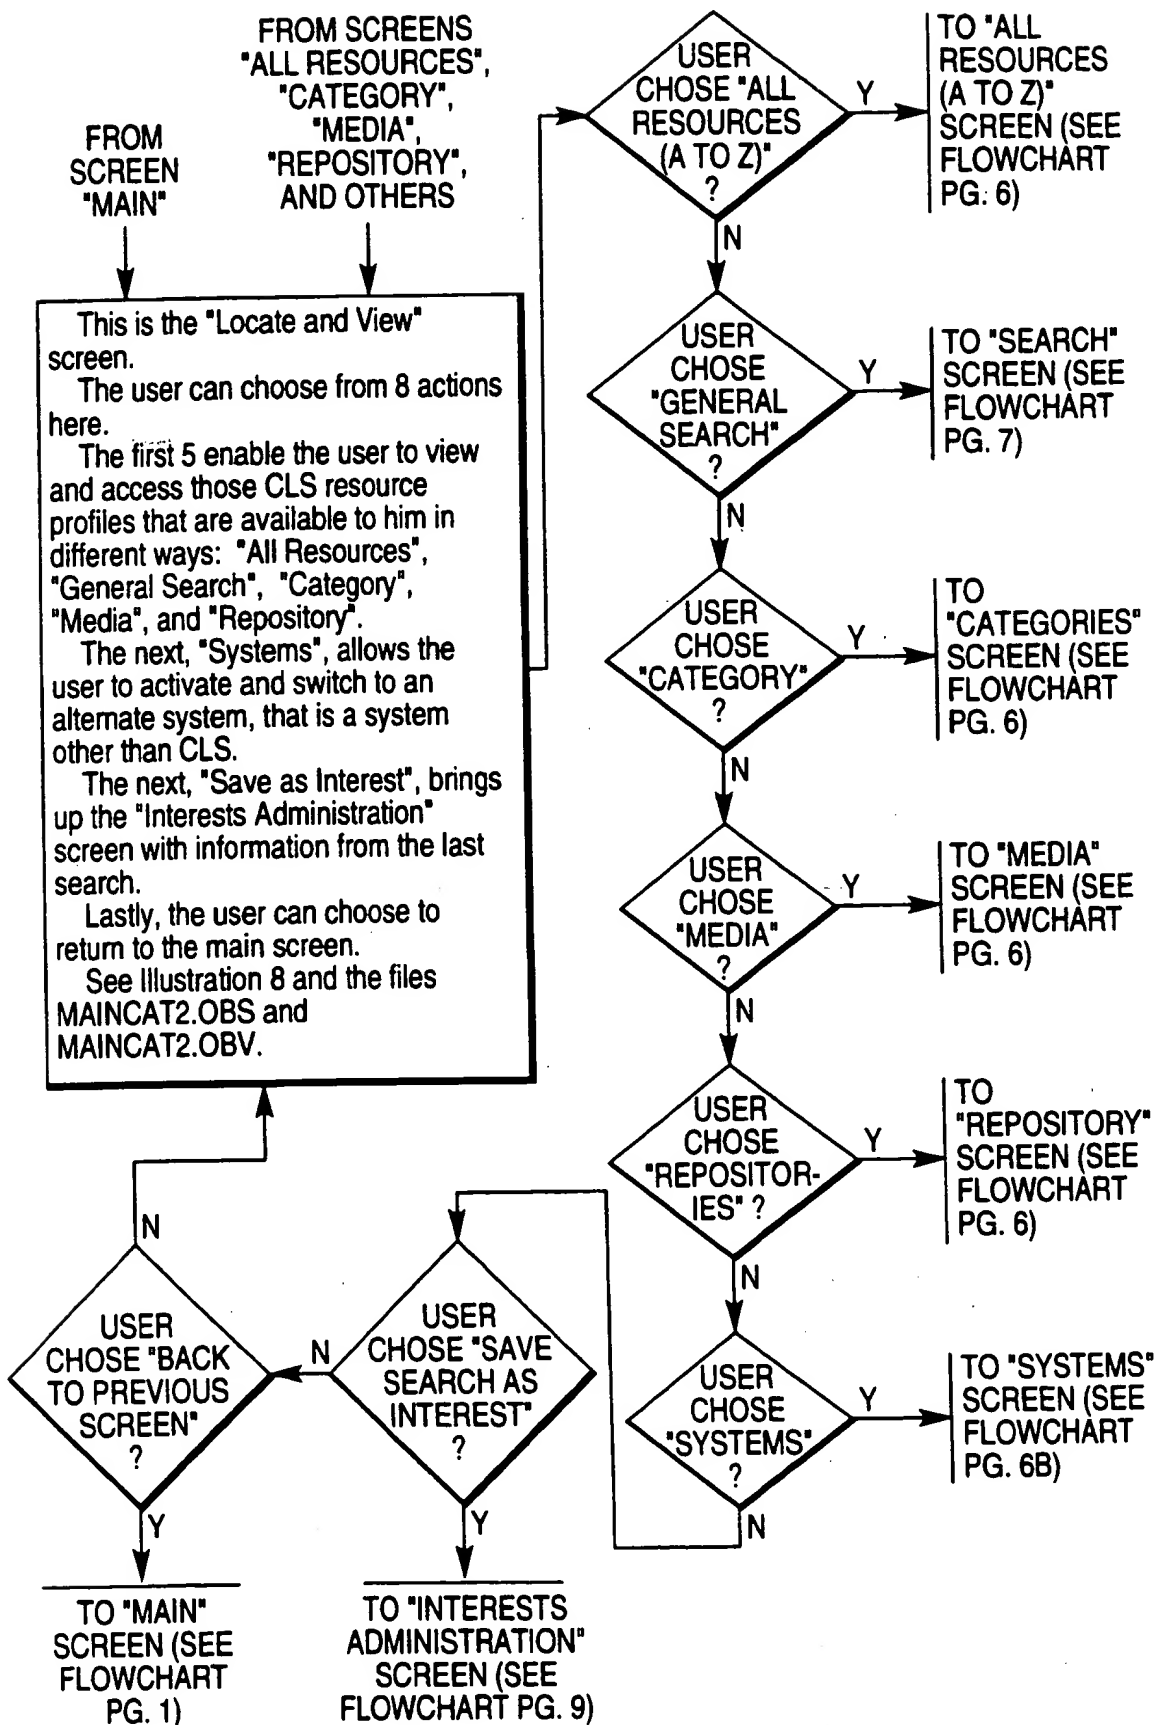 FROM
SCREEN
"MAIN"
FROM SCREENS
"ALL RESOURCES",
"CATEGORY",
"MEDIA",
"REPOSITORY",
AND OTHERS
This is the "Locate and View"
screen.
The user can choose from 8 actions
here.
The first 5 enable the user to view
and access those CLS resource
profiles that are available to him in
different ways: "All Resources",
"General Search", "Category",
"Media", and "Repository".
The next, "Systems", allows the
user to activate and switch to an
alternate system, that is a system
other than CLS.
The next, "Save as Interest", brings
up the "Interests Administration"
screen with information from the last
search.
Lastly, the user can choose to
return to the main screen.
See Illustration 8 and the files
MAINCAT2.OBS and
MAINCAT2.OBV.
USER
CHOSE "ALL
RESOURCES
(A TO Z)"
?
Y
TO "ALL
RESOURCES
(A TO Z)"
SCREEN (SEE
FLOWCHART
PG. 6)
N
USER
CHOSE
"GENERAL
SEARCH"
?
Y
TO "SEARCH"
SCREEN (SEE
FLOWCHART
PG. 7)
N
USER
CHOSE
"CATEGORY"
?
Y
TO
"CATEGORIES"
SCREEN (SEE
FLOWCHART
PG. 6)
N
USER
CHOSE
"MEDIA"
?
Y
TO "MEDIA"
SCREEN (SEE
FLOWCHART
PG. 6)
N
USER
CHOSE
"REPOSITOR-
IES" ?
Y
TO
"REPOSITORY"
SCREEN (SEE
FLOWCHART
PG. 6)
N
USER
CHOSE
"SYSTEMS"
?
Y
TO "SYSTEMS"
SCREEN (SEE
FLOWCHART
PG. 6B)
N
USER
CHOSE "SAVE
SEARCH AS
INTEREST"
?
Y
TO "INTERESTS
ADMINISTRATION"
SCREEN (SEE
FLOWCHART PG. 9)
N
USER
CHOSE "BACK
TO PREVIOUS
SCREEN"
?
N
Y
TO "MAIN"
SCREEN (SEE
FLOWCHART
PG. 1)